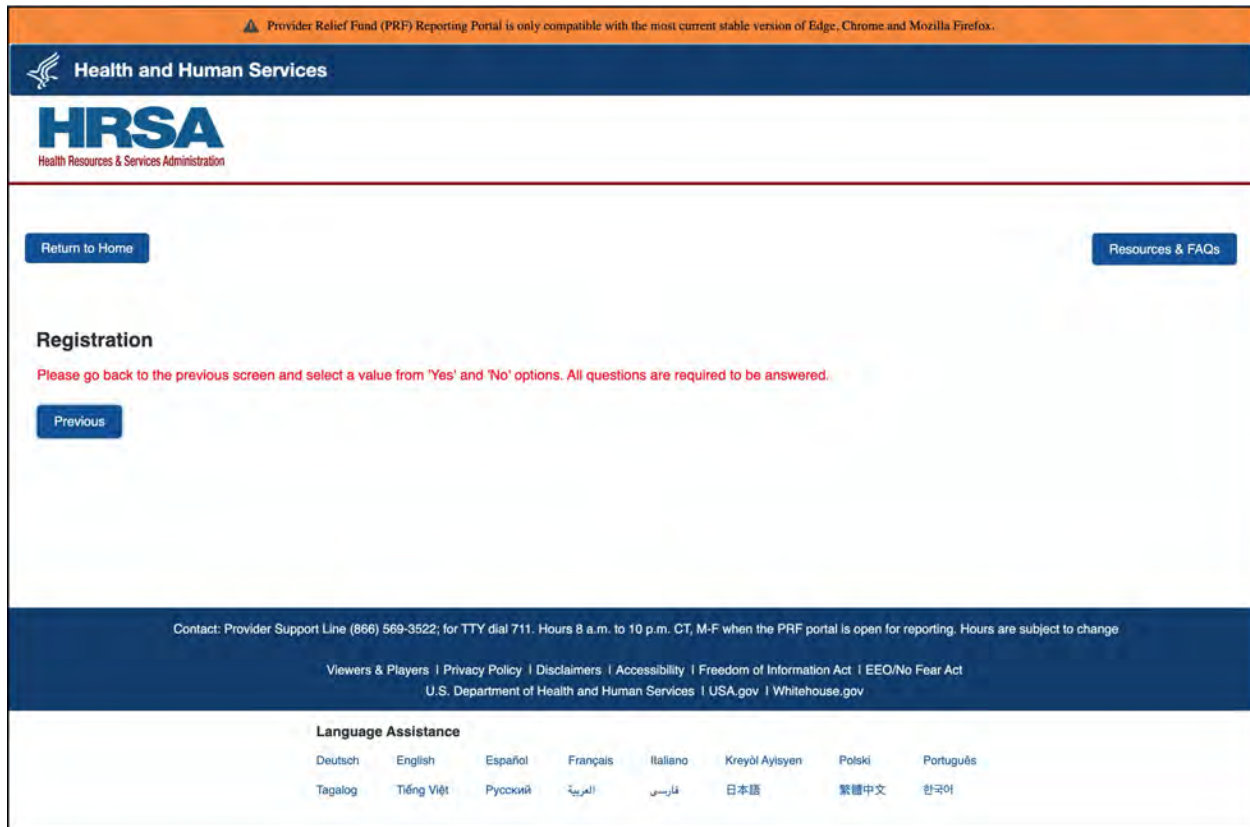 Provider Relief Fund (PRF) Reporting Portal is only compatible with the most current stable version of Edge, Chrome and Mozilla Firefox.
Health and Human Services
HRSA
Health Resources & Services Administration
Return to Home
Resources & FAQs
Registration
Please go back to the previous screen and select a value from 'Yes' and 'No' options. All questions are required to be answered.
Previous
Contact: Provider Support Line (866) 569-3522; for TTY dial 711. Hours 8 a.m. to 10 p.m. CT, M-F when the PRF portal is open for reporting. Hours are subject to change
Viewers & Players | Privacy Policy | Disclaimers | Accessibility | Freedom of Information Act | EEO/No Fear Act
U.S. Department of Health and Human Services | USA.gov | Whitehouse.gov
Language Assistance
Deutsch English Español Français Italiano Kreyòl Ayisyen Polski Português
Tagalog Tiếng Việt Русский العربية فارسی 日本語 繁體中文 한국어